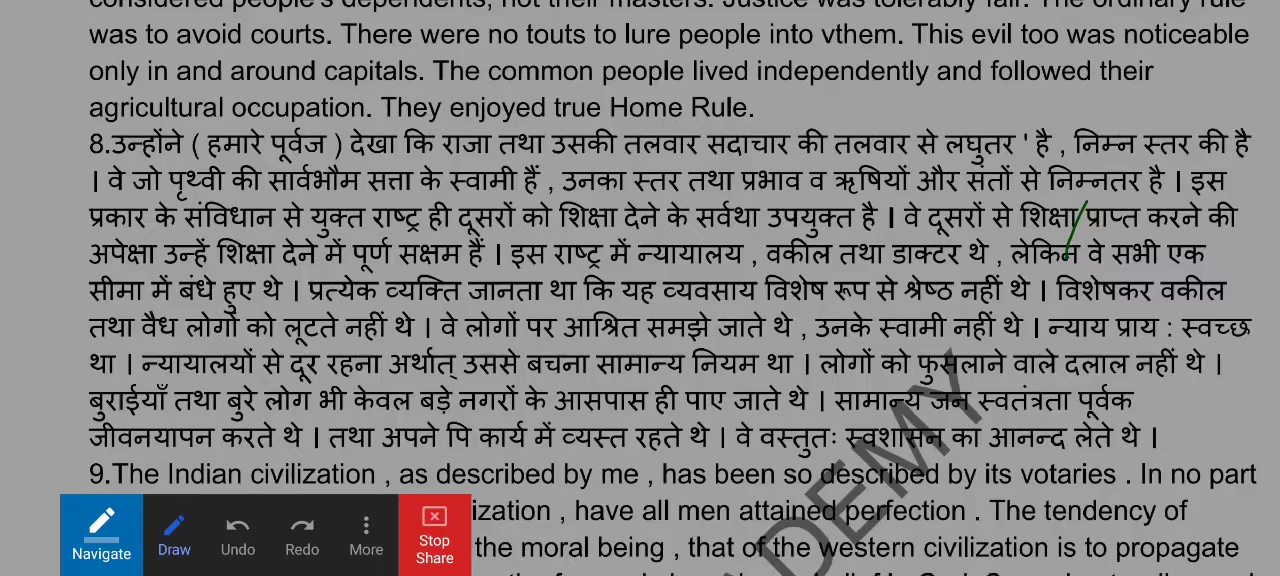 considered people's dependents, not their masters. Justice was tolerably fair. The ordinary rule
was to avoid courts. There were no touts to lure people into vthem. This evil too was noticeable
only in and around capitals. The common people lived independently and followed their
agricultural occupation. They enjoyed true Home Rule.
8.उन्होंने ( हमारे पूर्वज ) देखा कि राजा तथा उसकी तलवार सदाचार की तलवार से लघुतर ' है , निम्न स्तर की है
। वे जो पृथ्वी की सार्वभौम सत्ता के स्वामी हैं , उनका स्तर तथा प्रभाव व ऋषियों और संतों से निम्नतर है । इस
प्रकार के संविधान से युक्त राष्ट्र ही दूसरों को शिक्षा देने के सर्वथा उपयुक्त है । वे दूसरों से शिक्षा प्राप्त करने की
अपेक्षा उन्हें शिक्षा देने में पूर्ण सक्षम हैं । इस राष्ट्र में न्यायालय , वकील तथा डाक्टर थे , लेकिन वे सभी एक
सीमा में बंधे हुए थे । प्रत्येक व्यक्ति जानता था कि यह व्यवसाय विशेष रूप से श्रेष्ठ नहीं थे । विशेषकर वकील
तथा वैध लोगों को लूटते नहीं थे । वे लोगों पर आश्रित समझे जाते थे , उनके स्वामी नहीं थे । न्याय प्राय : स्वच्छ
था । न्यायालयों से दूर रहना अर्थात् उससे बचना सामान्य नियम था । लोगों को फुसलाने वाले दलाल नहीं थे ।
बुराईयाँ तथा बुरे लोग भी केवल बड़े नगरों के आसपास ही पाए जाते थे । सामान्य जन स्वतंत्रता पूर्वक
जीवनयापन करते थे । तथा अपने पि कार्य में व्यस्त रहते थे । वे वस्तुतः स्वशासन का आनन्द लेते थे ।
9.The Indian civilization , as described by me , has been so described by its votaries . In no part
ization , have all men attained perfection . The tendency of
the moral being , that of the western civilization is to propagate
Navigate Draw Undo Redo More Stop Share
DEMY